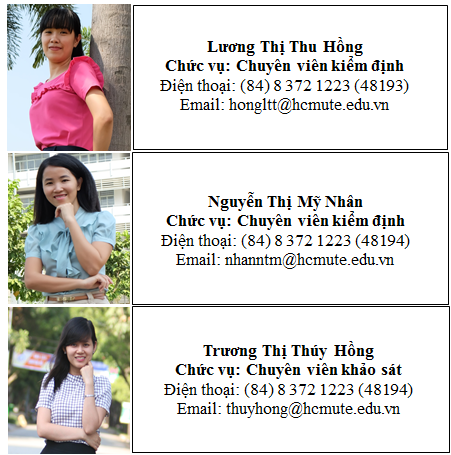 Lương Thị Thu Hồng
Chức vụ: Chuyên viên kiểm định
Điện thoại: (84) 8 372 1223 (48193)
Email: hongltt@hcmute.edu.vn
Nguyễn Thị Mỹ Nhân
Chức vụ: Chuyên viên kiểm định
Điện thoại: (84) 8 372 1223 (48194)
Email: nhanntm@hcmute.edu.vn
Trương Thị Thúy Hồng
Chức vụ: Chuyên viên khảo sát
Điện thoại: (84) 8 372 1223 (48194)
Email: thuyhong@hcmute.edu.vn